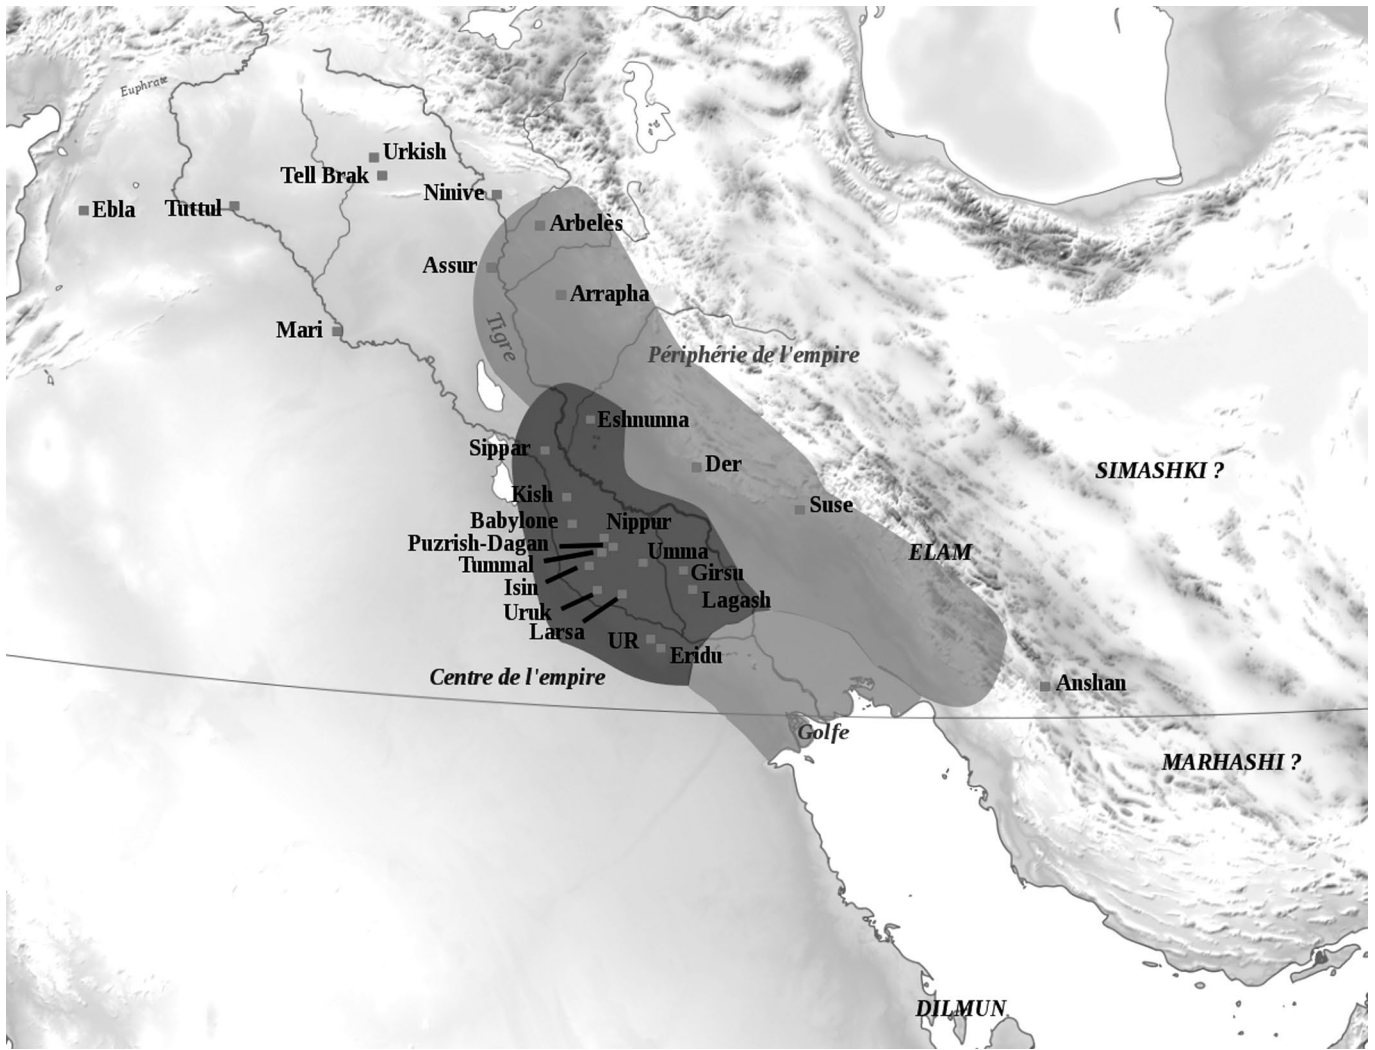 Euphrate
Urkish
Tell Brak
Ninive
Ebla
Tuttul
Arbelès
Assur
Arrapha
Mari
Tigre
Périphérie de l'empire
Eshnunna
Sippar
Der
SIMASHKI ?
Kish
Suse
Babylone
Nippur
Puzrish-Dagan
Umma
ELAM
Tummal
Girsu
Isin
Lagash
Uruk
Larsa
UR
Eridu
Centre de l'empire
Anshan
Golfe
MARHASHI ?
DILMUN